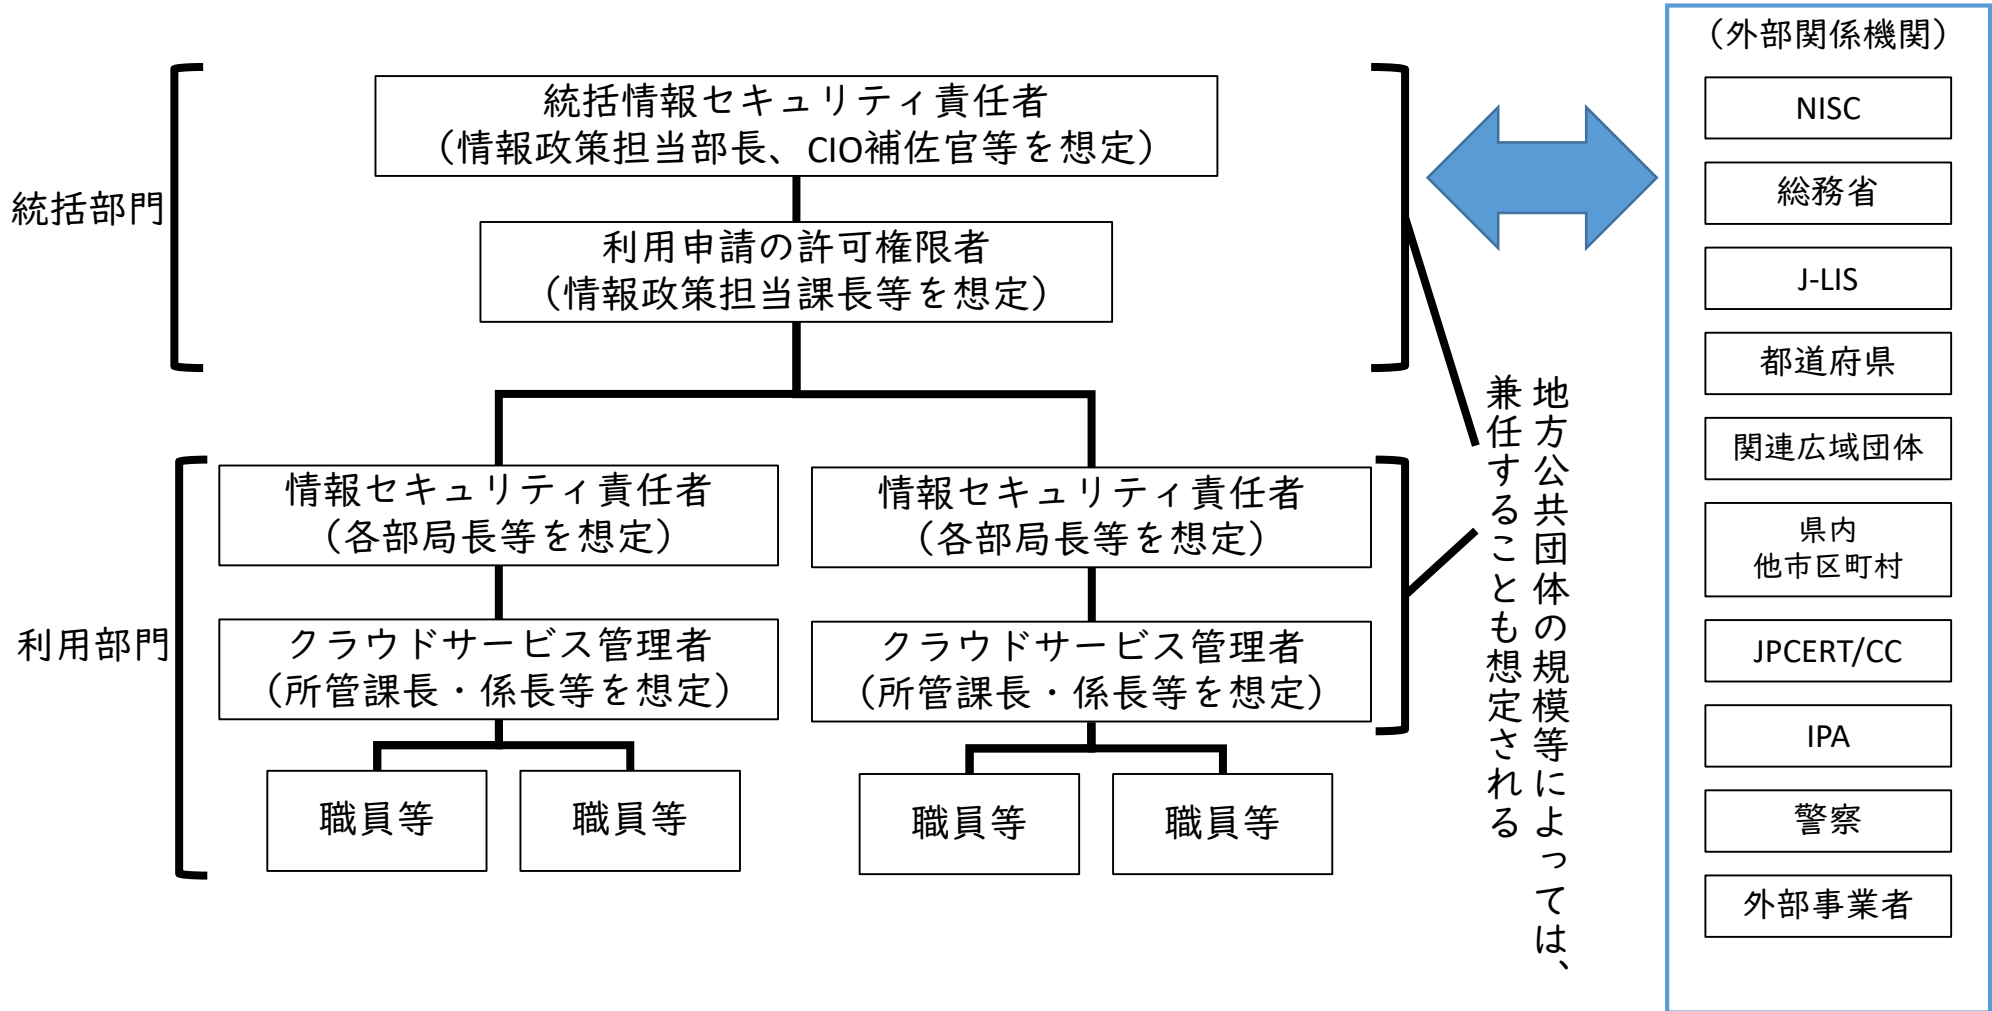 統括部門
統括情報セキュリティ責任者
（情報政策担当部長、CIO補佐官等を想定）
利用申請の許可権限者
（情報政策担当課長等を想定）
利用部門
情報セキュリティ責任者
（各部局長等を想定）
クラウドサービス管理者
（所管課長・係長等を想定）
職員等
職員等
情報セキュリティ責任者
（各部局長等を想定）
クラウドサービス管理者
（所管課長・係長等を想定）
職員等
職員等
地方公共団体の規模等によっては、
兼任することも想定される
（外部関係機関）
NISC
総務省
J-LIS
都道府県
関連広域団体
県内
他市区町村
JPCERT/CC
IPA
警察
外部事業者